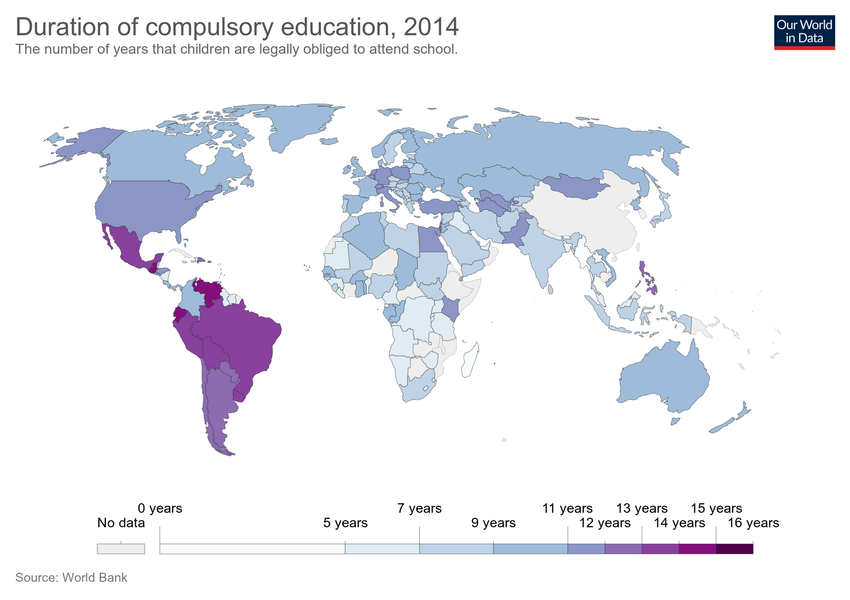 Duration of compulsory education, 2014
The number of years that children are legally obliged to attend school.
Our World
in Data
0 years
7 years
11 years
13 years
15 years
No data
5 years
9 years
12 years
14 years
16 years
Source: World Bank